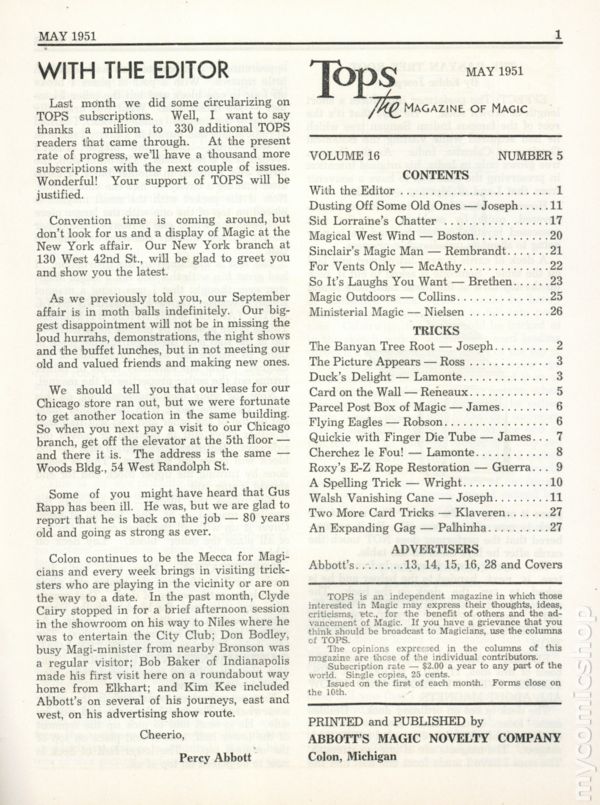 MAY 1951 1
WITH THE EDITOR
Last month we did some circularizing on
TOPS subscriptions. Well, I want to say
thanks a million to 330 additional TOPS
readers that came through. At the present
rate of progress, we'll have a thousand more
subscriptions with the next couple of issues.
Wonderful! Your support of TOPS will be
justified.
Convention time is coming around, but
don't look for us and a display of Magic at the
New York affair. Our New York branch at
130 West 42nd St., will be glad to greet you
and show you the latest.
As we previously told you, our September
affair is in moth balls indefinitely. Our big-
gest disappointment will not be in missing the
loud hurrahs, demonstrations, the night shows
and the buffet lunches, but in not meeting our
old and valued friends and making new ones.
We should tell you that our lease for our
Chicago store ran out, but we were fortunate
to get another location in the same building.
So when you next pay a visit to our Chicago
branch, get off the elevator at the 5th floor —
and there it is. The address is the same —
Woods Bldg., 54 West Randolph St.
Some of you might have heard that Gus
Rapp has been ill. He was, but we are glad to
report that he is back on the job — 80 years
old and going as strong as ever.
Colon continues to be the Mecca for Magi-
cians and every week brings in visiting trick-
sters who are playing in the vicinity or are on
the way to a date. In the past month, Clyde
Cairy stopped in for a brief afternoon session
in the showroom on his way to Niles where he
was to entertain the City Club; Don Bodley,
busy Magi-minister from nearby Bronson was
a regular visitor; Bob Baker of Indianapolis
made his first visit here on a roundabout way
home from Elkhart; and Kim Kee included
Abbott's on several of his journeys, east and
west, on his advertising show route.
Cheerio,
Percy Abbott
Tops MAY 1951
The MAGAZINE OF MAGIC
VOLUME 16 NUMBER 5
CONTENTS
With the Editor ........................ 1
Dusting Off Some Old Ones — Joseph.....11
Sid Lorraine's Chatter .................17
Magical West Wind — Boston............20
Sinclair's Magic Man — Rembrandt.......21
For Vents Only — McAthy...............22
So It's Laughs You Want — Brethen......23
Magic Outdoors — Collins...............25
Ministerial Magic — Nielsen .............26
TRICKS
The Banyan Tree Root — Joseph.......... 2
The Picture Appears — Ross ............. 3
Duck's Delight — Lamonte............... 3
Card on the Wall — Reneaux............. 5
Parcel Post Box of Magic — James........ 6
Flying Eagles — Robson.................. 6
Quickie with Finger Die Tube — James... 7
Cherchez le Fou! — Lamonte............. 8
Roxy's E-Z Rope Restoration — Guerra... 9
A Spelling Trick — Wright...............10
Walsh Vanishing Cane — Joseph..........11
Two More Card Tricks — Klaveren.......27
An Expanding Gag — Palhinha...........27
ADVERTISERS
Abbott's.........13, 14, 15, 16, 28 and Covers
TOPS is an independent magazine in which those
interested in Magic may express their thoughts, ideas,
criticisms, etc., for the benefit of others and the ad-
vancement of Magic. If you have a grievance that you
think should be broadcast to Magicians, use the columns
of TOPS.
The opinions expressed in the columns of this
magazine are those of the individual contributors.
Subscription rate — $2.00 a year to any part of the
world. Single copies, 25 cents.
Issued on the first of each month. Forms close on
the 10th.
PRINTED and PUBLISHED by
ABBOTT'S MAGIC NOVELTY COMPANY
Colon, Michigan
mycomicshop